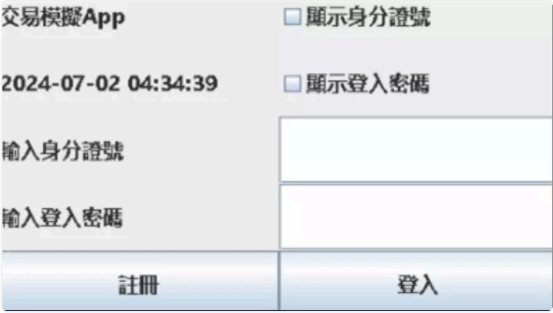 交易模擬App
顯示身分證號
2024-07-02 04:34:39
顯示登入密碼
輸入身分證號
輸入登入密碼
註冊
登入